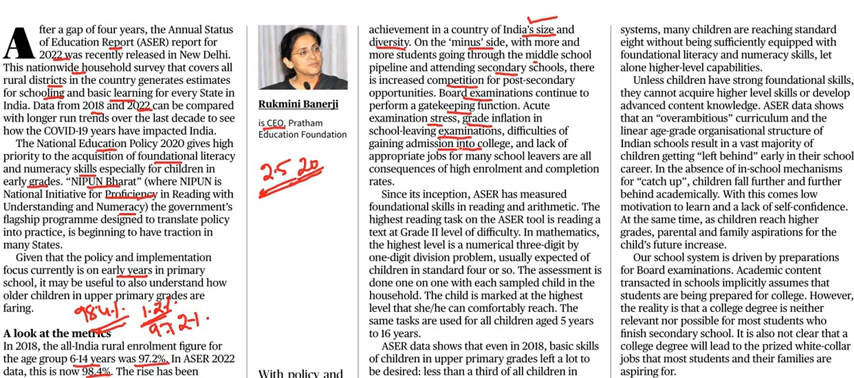 After a gap of four years, the Annual Status
of Education Report (ASER) report for
2022 was recently released in New Delhi.
This nationwide household survey that covers all
rural districts in the country generates estimates
for schooling and basic learning for every State in
India. Data from 2018 and 2022 can be compared
with longer run trends over the last decade to see
how the COVID-19 years have impacted India.
The National Education Policy 2020 gives high
priority to the acquisition of foundational literacy
and numeracy skills especially for children in
early grades. “NIPUN Bharat” (where NIPUN is
National Initiative for Proficiency in Reading with
Understanding and Numeracy) the government’s
flagship programme designed to translate policy
into practice, is beginning to have traction in
many States.
Given that the policy and implementation
focus currently is on early years in primary
school, it may be useful to also understand how
older children in upper primary grades are
faring.
98.4%
1.2%
97.2%
A look at the metrics
In 2018, the all-India rural enrolment figure for
the age group 6-14 years was 97.2%. In ASER 2022
data, this is now 98.4%. The rise has been
Rukmini Banerji
is CEO, Pratham
Education Foundation
2.5
20
With policy and
achievement in a country of India’s size and
diversity. On the ‘minus’ side, with more and
more students going through the middle school
pipeline and attending secondary schools, there
is increased competition for post-secondary
opportunities. Board examinations continue to
perform a gatekeeping function. Acute
examination stress, grade inflation in
school-leaving examinations, difficulties of
gaining admission into college, and lack of
appropriate jobs for many school leavers are all
consequences of high enrolment and completion
rates.
Since its inception, ASER has measured
foundational skills in reading and arithmetic. The
highest reading task on the ASER tool is reading a
text at Grade II level of difficulty. In mathematics,
the highest level is a numerical three-digit by
one-digit division problem, usually expected of
children in standard four or so. The assessment is
done one on one with each sampled child in the
household. The child is marked at the highest
level that she/he can comfortably reach. The
same tasks are used for all children aged 5 years
to 16 years.
ASER data shows that even in 2018, basic skills
of children in upper primary grades left a lot to
be desired: less than a third of all children in
systems, many children are reaching standard
eight without being sufficiently equipped with
foundational literacy and numeracy skills, let
alone higher-level capabilities.
Unless children have strong foundational skills,
they cannot acquire higher level skills or develop
advanced content knowledge. ASER data shows
that an “overambitious” curriculum and the
linear age-grade organisational structure of
Indian schools result in a vast majority of
children getting “left behind” early in their school
career. In the absence of in-school mechanisms
for “catch up”, children fall further and further
behind academically. With this comes low
motivation to learn and a lack of self-confidence.
At the same time, as children reach higher
grades, parental and family aspirations for the
child’s future increase.
Our school system is driven by preparations
for Board examinations. Academic content
transacted in schools implicitly assumes that
students are being prepared for college. However,
the reality is that a college degree is neither
relevant nor possible for most students who
finish secondary school. It is also not clear that a
college degree will lead to the prized white-collar
jobs that most students and their families are
aspiring for.